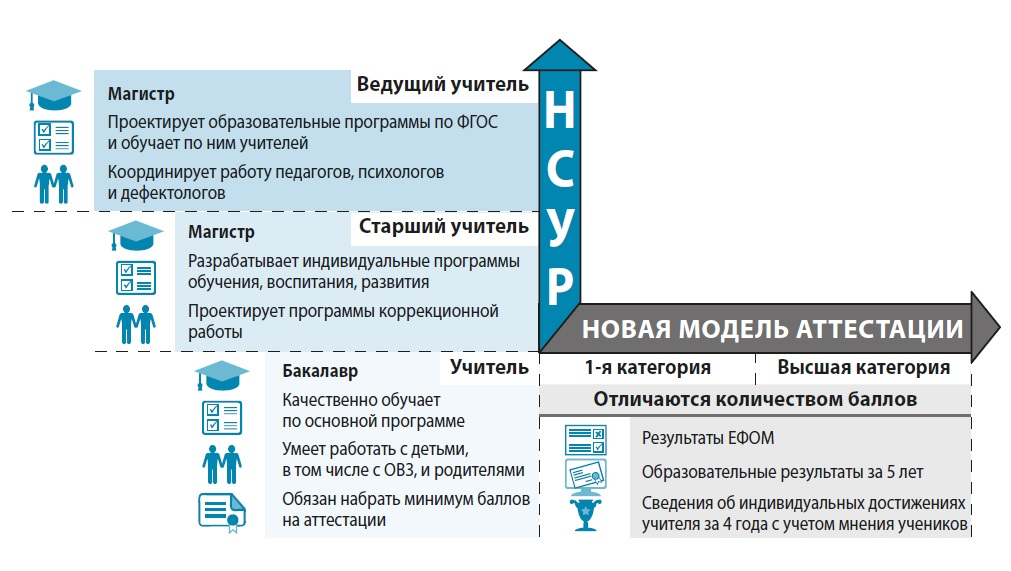 Ведущий учитель
Магистр
Проектирует образовательные программы по ФГОС
и обучает по ним учителей
Координирует работу педагогов, психологов
и дефектологов
Старший учитель
Магистр
Разрабатывает индивидуальные программы
обучения, воспитания, развития
Проектирует программы коррекционной
работы
Учитель
Бакалавр
Качественно обучает
по основной программе
Умеет работать с детьми,
в том числе с ОВЗ, и родителями
Обязан набрать минимум баллов
на аттестации
НСУР
НОВАЯ МОДЕЛЬ АТТЕСТАЦИИ
1-я категория
Высшая категория
Отличаются количеством баллов
Результаты ЕФОМ
Образовательные результаты за 5 лет
Сведения об индивидуальных достижениях
учителя за 4 года с учетом мнения учеников